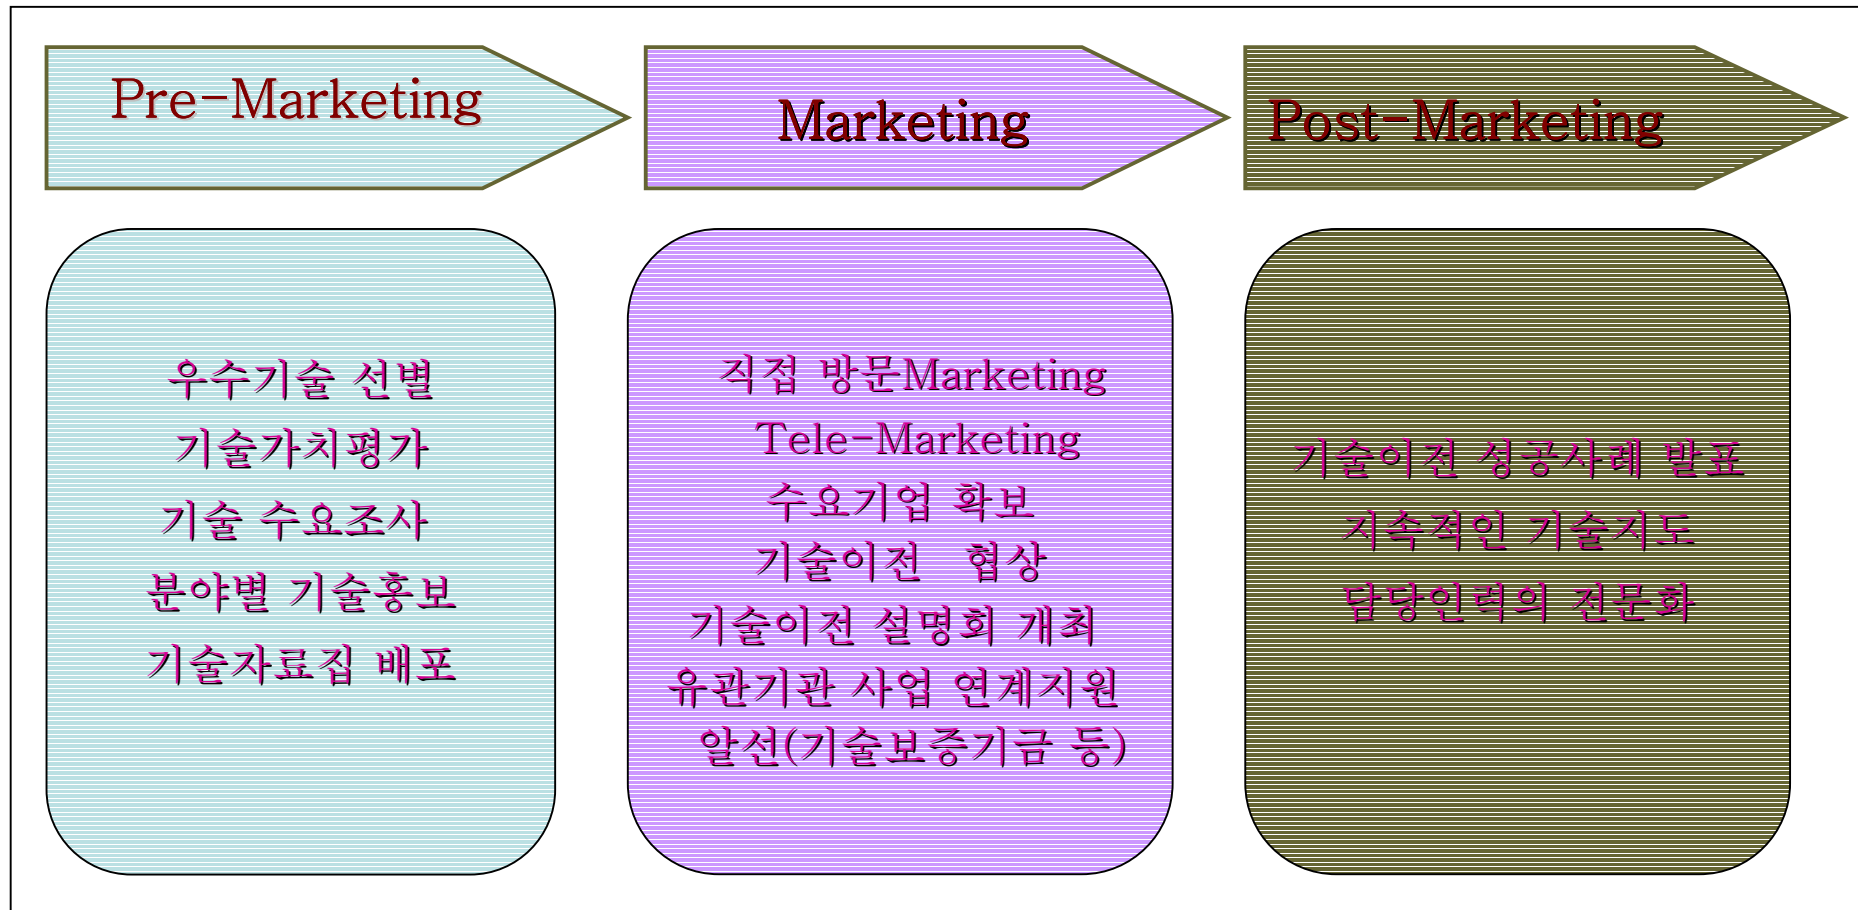 Pre-Marketing
Marketing
Post-Marketing
우수기술 선별
기술가치평가
기술 수요조사
분야별 기술홍보
기술자료집 배포
직접 방문Marketing
Tele-Marketing
수요기업 확보
기술이전 협상
기술이전 설명회 개최
유관기관 사업 연계지원
알선(기술보증기금 등)
기술이전 성공사례 발표
지속적인 기술지도
담당인력의 전문화